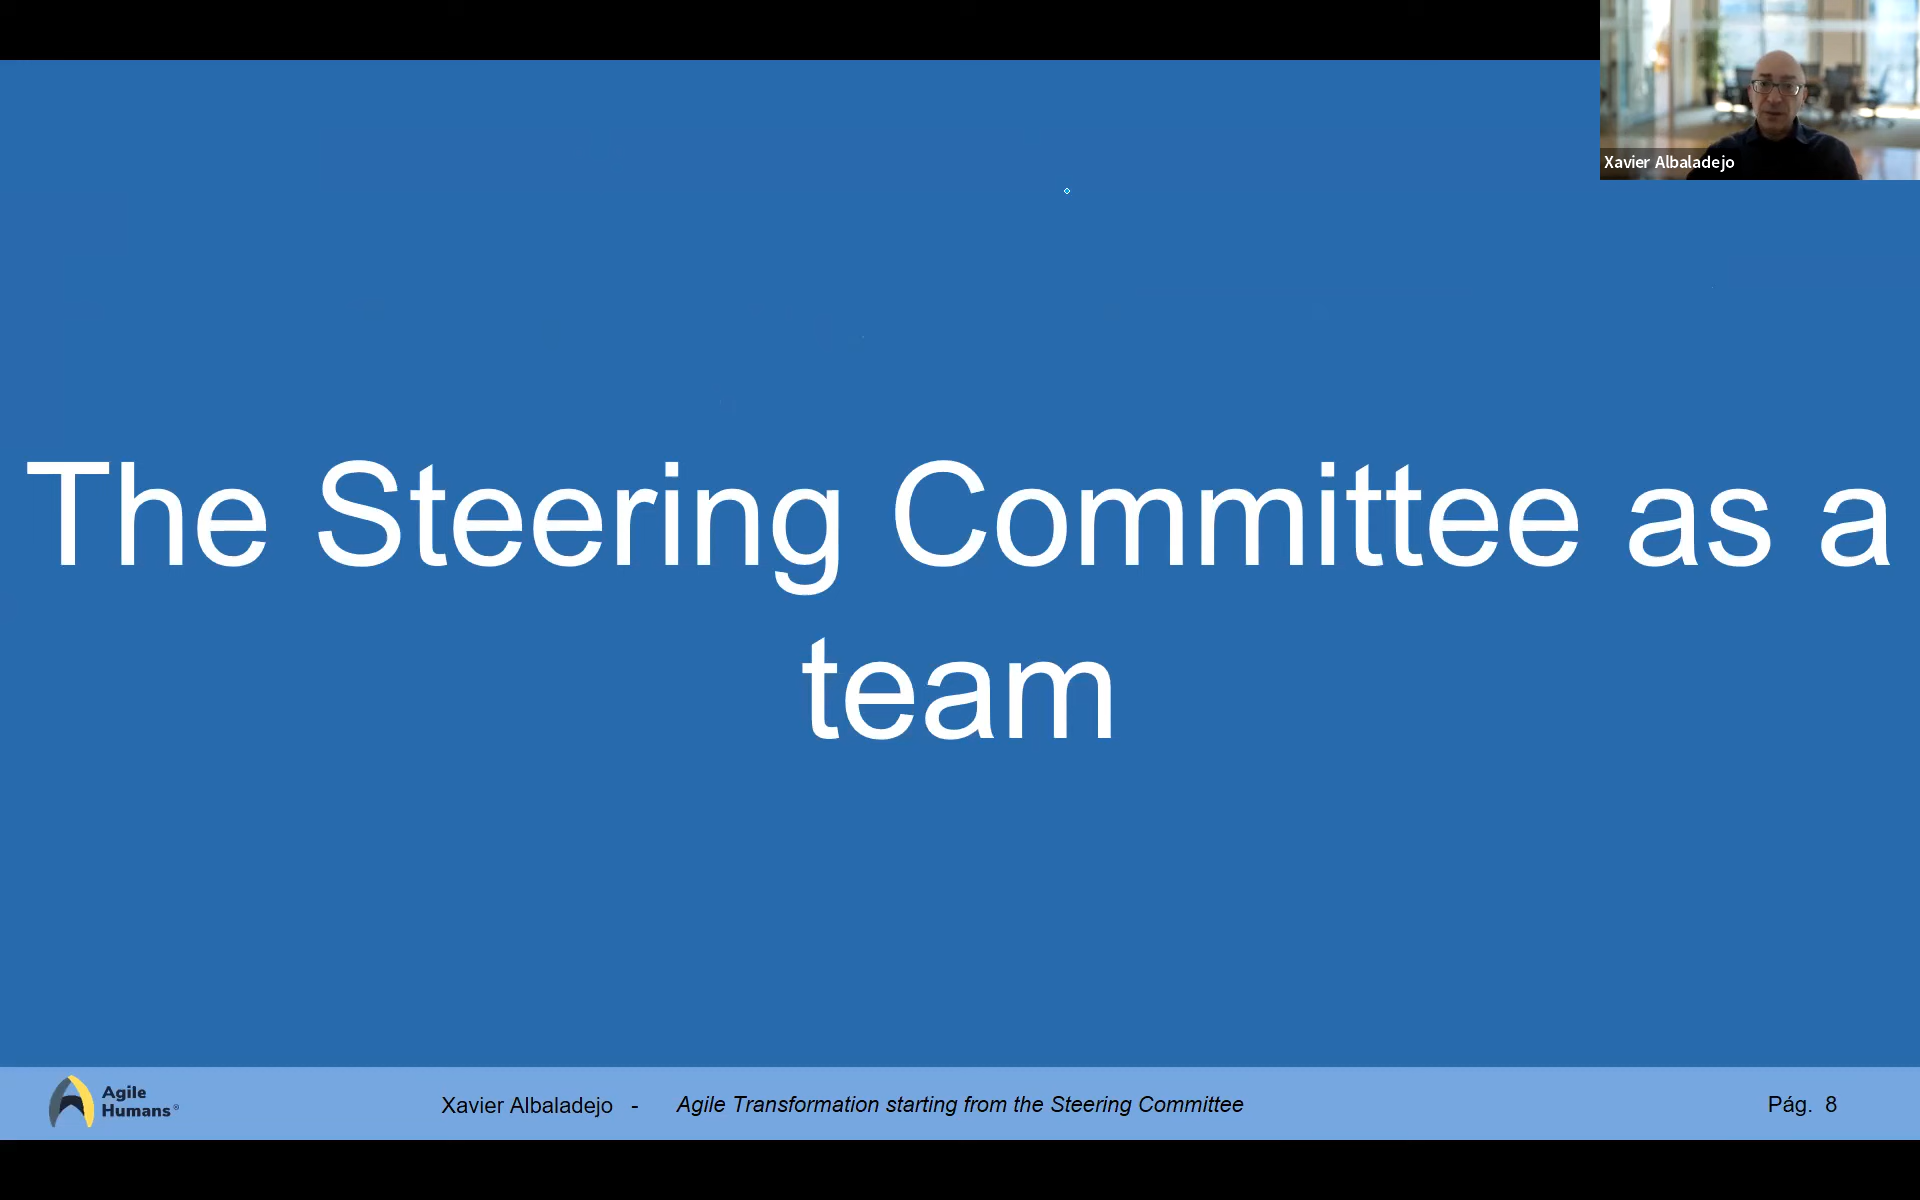 Xavier Albaladejo
The Steering Committee as a
team
Agile
Humans®
Xavier Albaladejo - Agile Transformation starting from the Steering Committee
Pág. 8